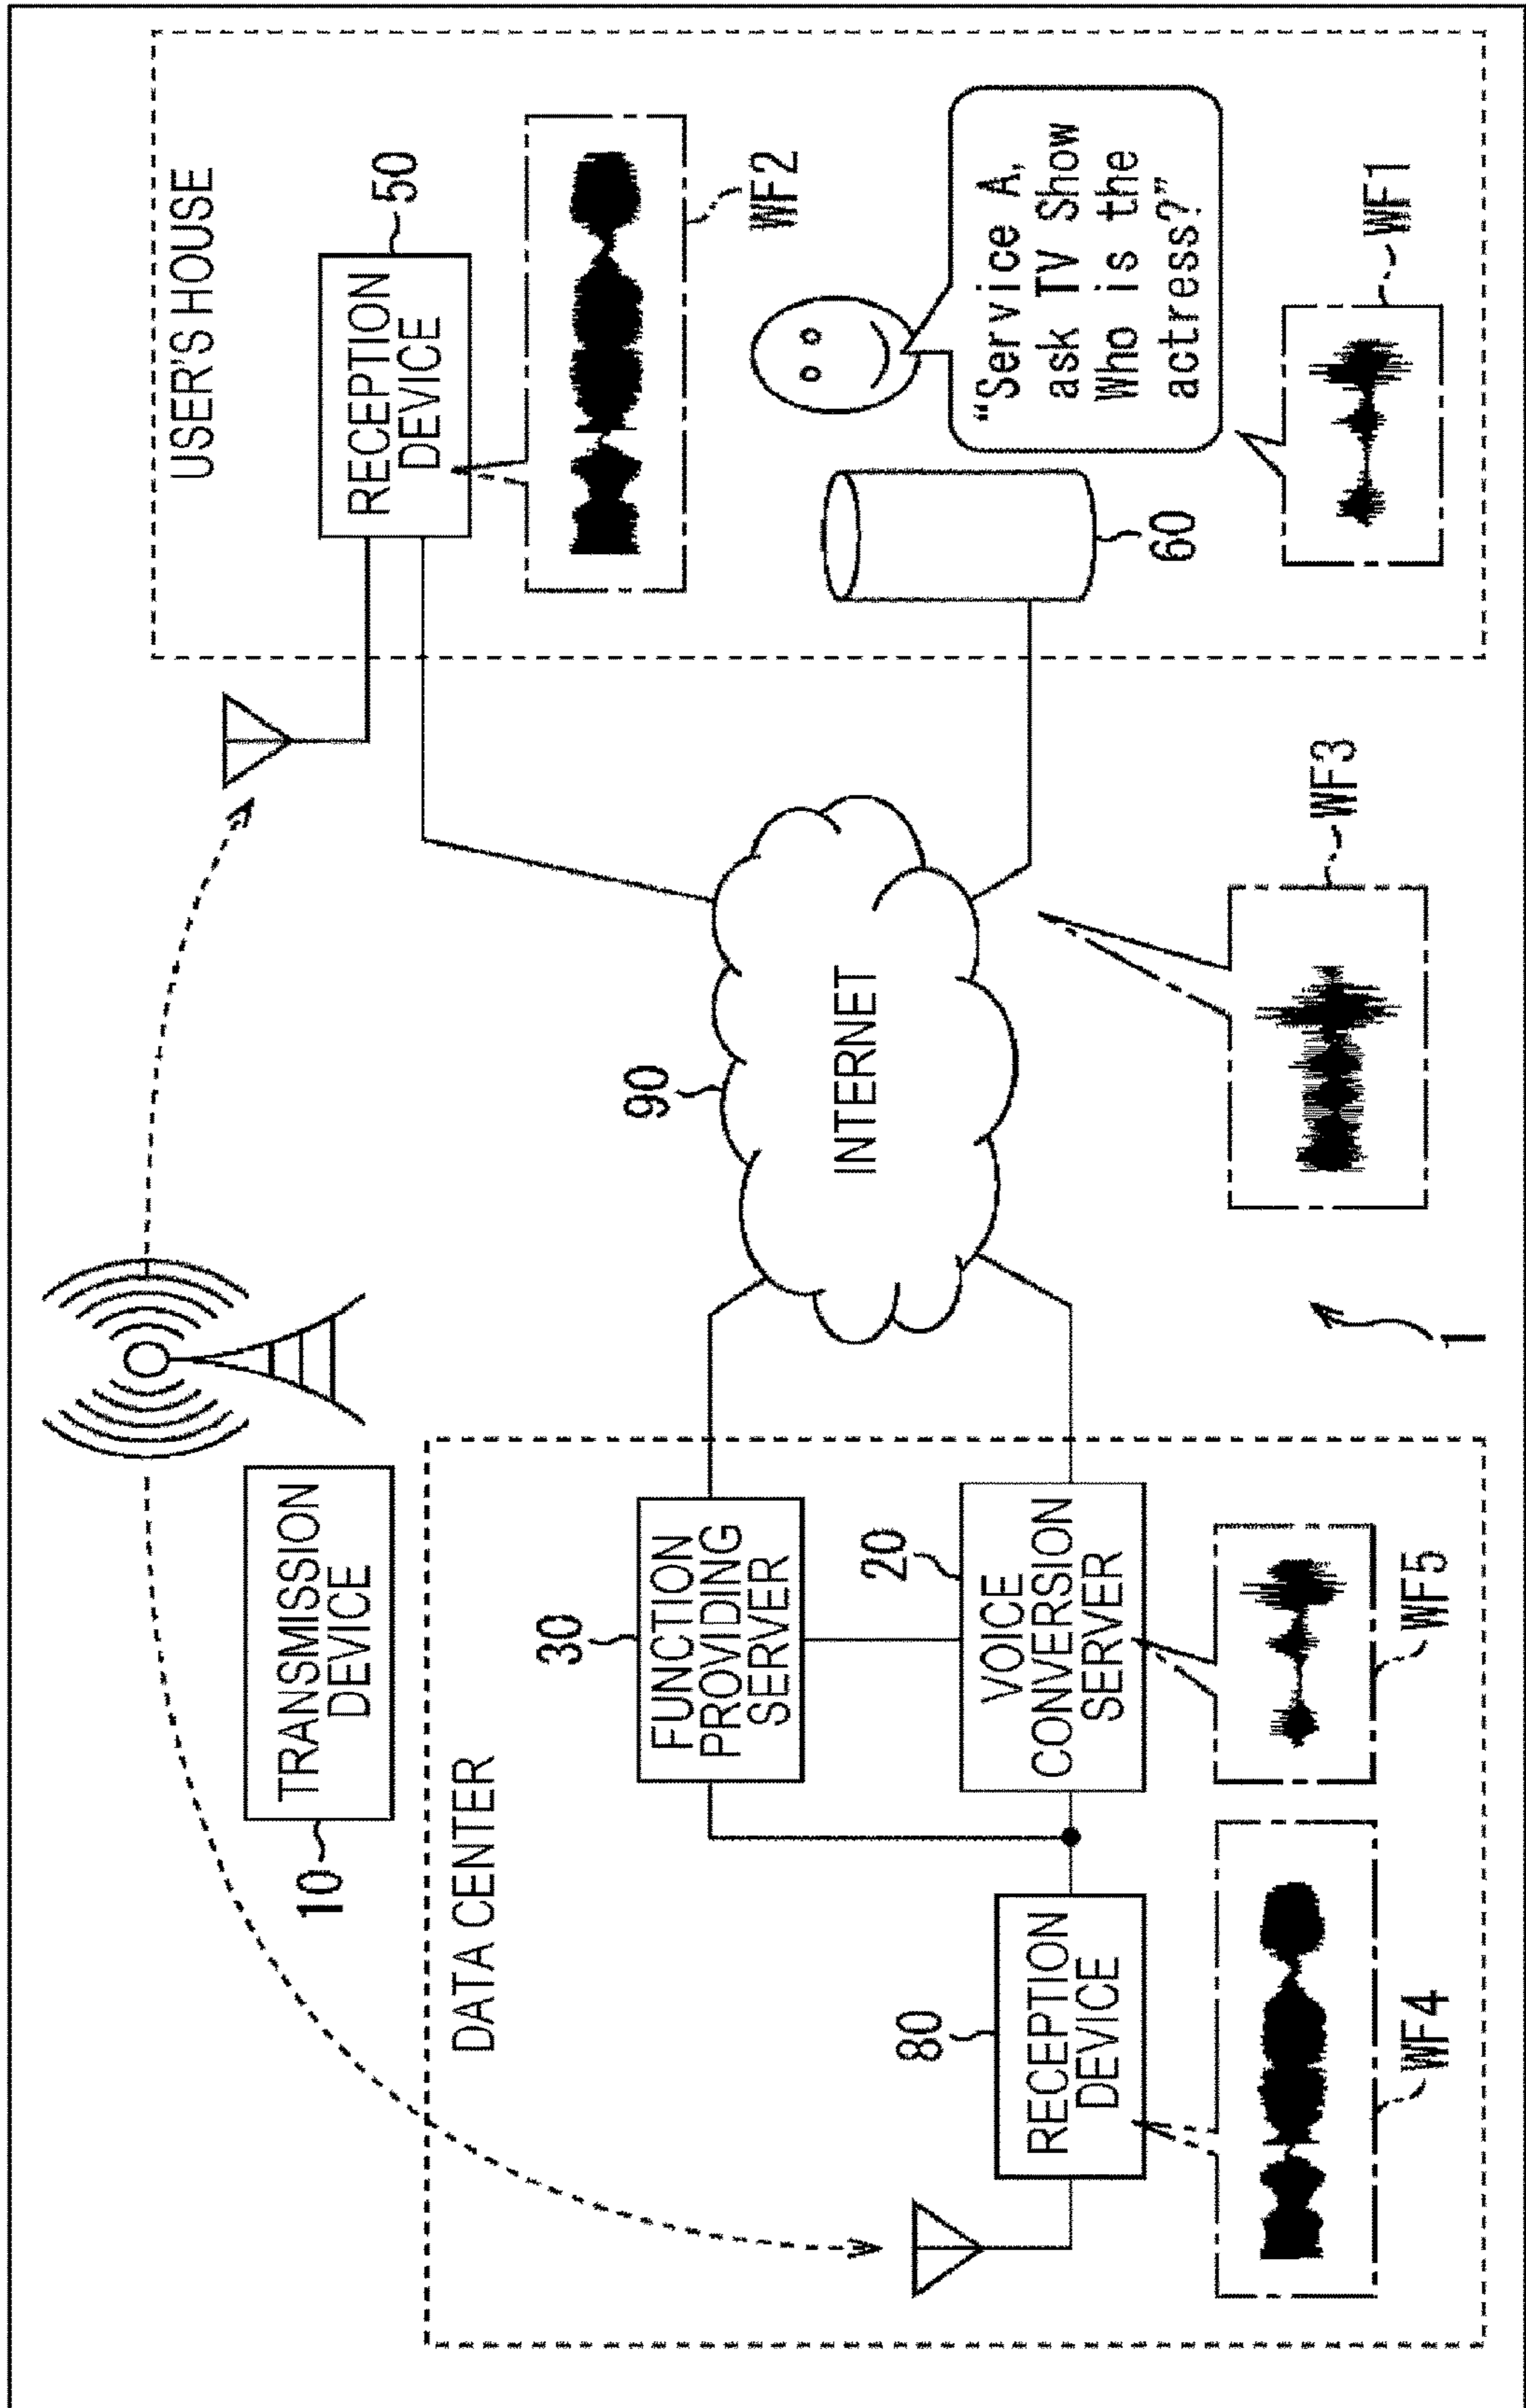 TRANSMISSION
DEVICE
10
DATA CENTER
30
FUNCTION
PROVIDING
SERVER
20
VOICE
CONVERSION
SERVER
80
RECEPTION
DEVICE
WF4
WF5
90
INTERNET
1
WF3
USER'S HOUSE
50
RECEPTION
DEVICE
WF2
60
“Service A,
ask TV Show
Who is the
actress?”
WF1